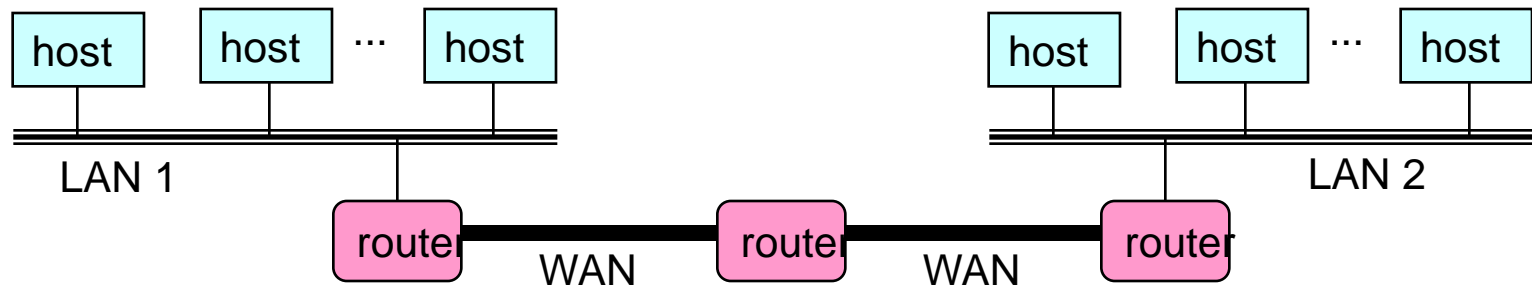 host host ... host host host ... host
LAN 1 LAN 2
router router router
WAN WAN